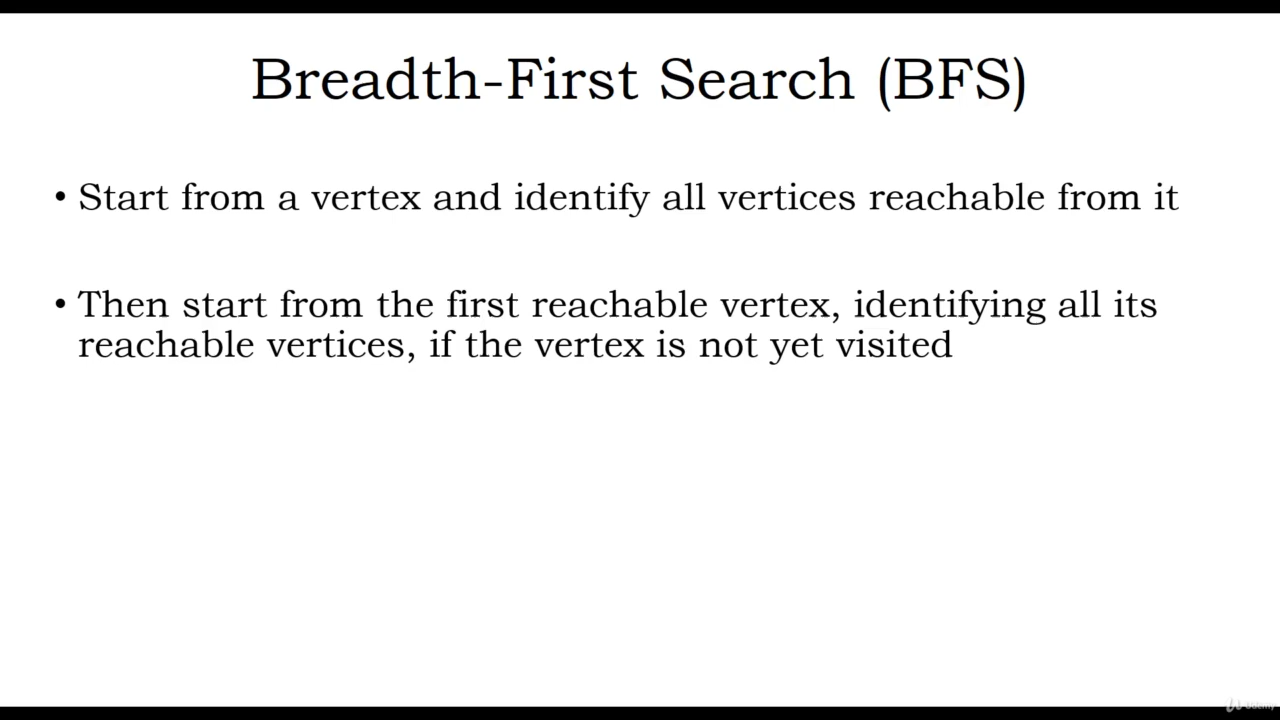 Breadth-First Search (BFS)
• Start from a vertex and identify all vertices reachable from it
• Then start from the first reachable vertex, identifying all its
reachable vertices, if the vertex is not yet visited
Udemy